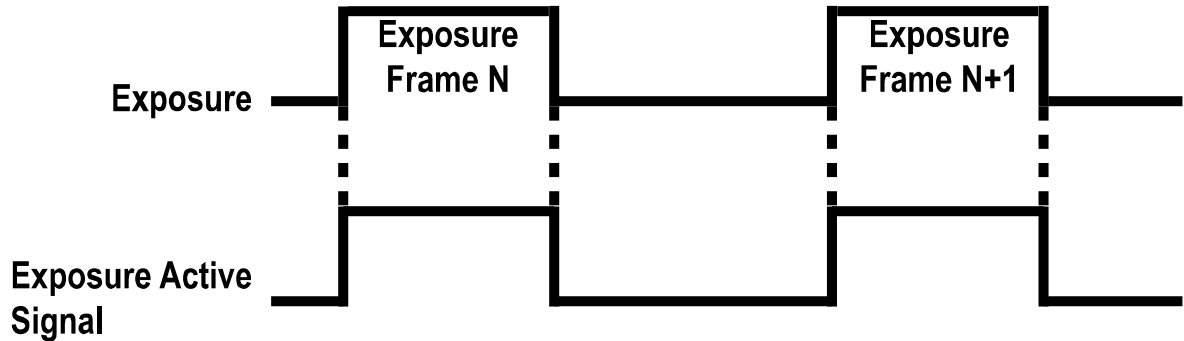 Exposure
Frame N
Exposure
Frame N+1
Exposure
Exposure Active
Signal